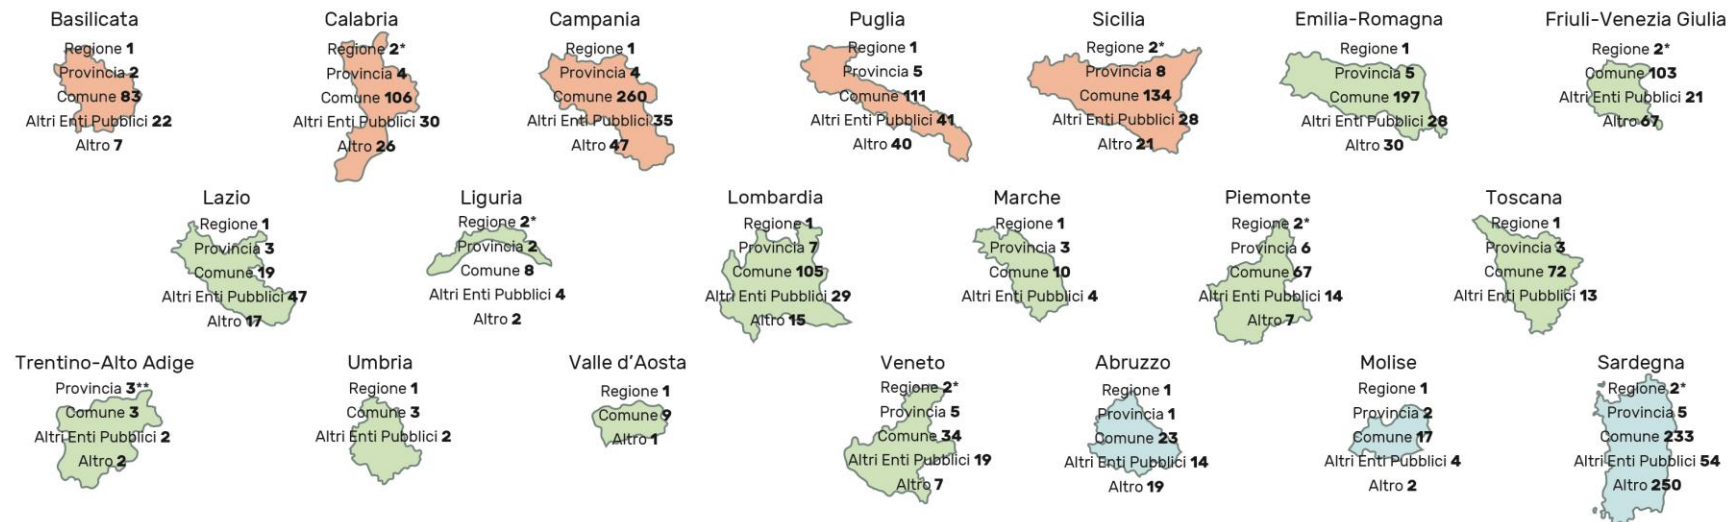 Basilicata
Regione 1
Provincia 2
Comune 83
Altri Enti Pubblici 22
Altro 7
Calabria
Regione 2*
Provincia 4
Comune 106
Altri Enti Pubblici 30
Altro 26
Campania
Regione 1
Provincia 4
Comune 260
Altri Enti Pubblici 35
Altro 47
Puglia
Regione 1
Provincia 5
Comune 111
Altri Enti Pubblici 41
Altro 40
Sicilia
Regione 2*
Provincia 8
Comune 134
Altri Enti Pubblici 28
Altro 21
Emilia-Romagna
Regione 1
Provincia 5
Comune 197
Altri Enti Pubblici 28
Altro 30
Friuli-Venezia Giulia
Regione 2*
Comune 103
Altri Enti Pubblici 21
Altro 67
Lazio
Regione 1
Provincia 3
Comune 19
Altri Enti Pubblici 47
Altro 17
Liguria
Regione 2*
Provincia 2
Comune 8
Altri Enti Pubblici 4
Altro 2
Lombardia
Regione 1
Provincia 7
Comune 105
Altri Enti Pubblici 29
Altro 15
Marche
Regione 1
Provincia 3
Comune 10
Altri Enti Pubblici 4
Piemonte
Regione 2*
Provincia 6
Comune 67
Altri Enti Pubblici 14
Altro 7
Toscana
Regione 1
Provincia 3
Comune 72
Altri Enti Pubblici 13
Trentino-Alto Adige
Provincia 3**
Comune 3
Altri Enti Pubblici 2
Altro 2
Umbria
Regione 1
Comune 3
Altri Enti Pubblici 2
Valle d'Aosta
Regione 1
Comune 9
Altro 1
Veneto
Regione 2*
Provincia 5
Comune 34
Altri Enti Pubblici 19
Altro 7
Abruzzo
Regione 1
Provincia 1
Comune 23
Altri Enti Pubblici 14
Altro 19
Molise
Regione 1
Provincia 2
Comune 17
Altri Enti Pubblici 4
Altro 2
Sardegna
Regione 2*
Provincia 5
Comune 233
Altri Enti Pubblici 54
Altro 250